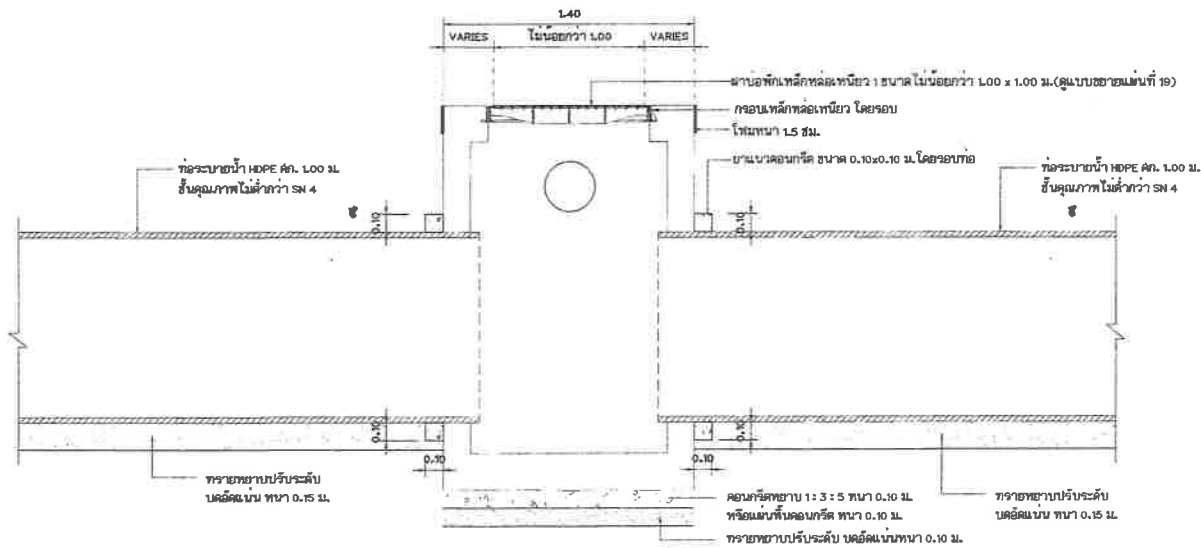 1.40
VARIES
ไม่น้อยกว่า 1.00
VARIES
ฝาบ่อพักเหล็กหล่อเหนียว 1 ขนาดไม่น้อยกว่า 1.00 x 1.00 ม.(ดูแบบขยายแผ่นที่ 19)
กรอบเหล็กหล่อเหนียว โดยรอบ
โฟมหนา 1.5 ซม.
ยาแนวคอนกรีต ขนาด 0.10x0.10 ม.โดยรอบท่อ
ท่อระบายน้ำ HDPE ศก. 1.00 ม.
ชั้นคุณภาพไม่ต่ำกว่า SN 4
ท่อระบายน้ำ HDPE ศก. 1.00 ม.
ชั้นคุณภาพไม่ต่ำกว่า SN 4
0.10
0.10
0.10
0.10
0.10
0.10
ทรายหยาบปรับระดับ
บดอัดแน่น หนา 0.15 ม.
คอนกรีตหยาบ 1 : 3 : 5 หนา 0.10 ม.
หรือแผ่นพื้นคอนกรีต หนา 0.10 ม.
ทรายหยาบปรับระดับ บดอัดแน่นหนา 0.10 ม.
ทรายหยาบปรับระดับ
บดอัดแน่น หนา 0.15 ม.